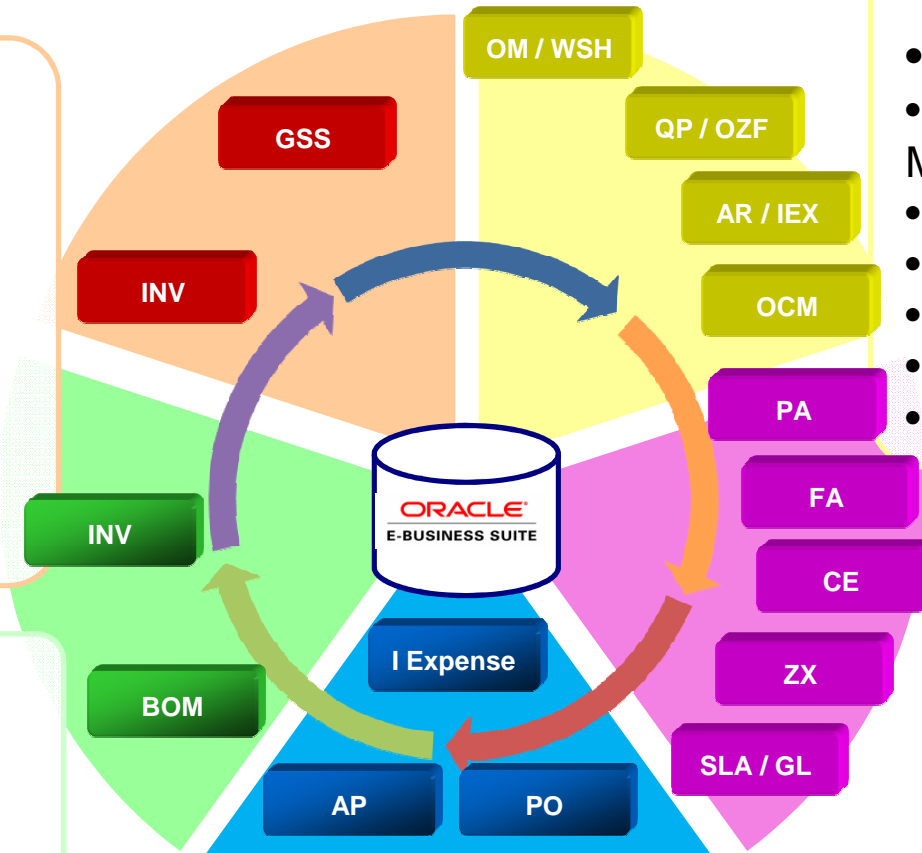 OM / WSH
•
•
QP / OZF
GSS
M
AR / IEX
•
•
INV
OCM
•
•
PA
•
FA
ORACLE
E-BUSINESS SUITE
INV
CE
I Expense
ZX
BOM
SLA / GL
AP
PO